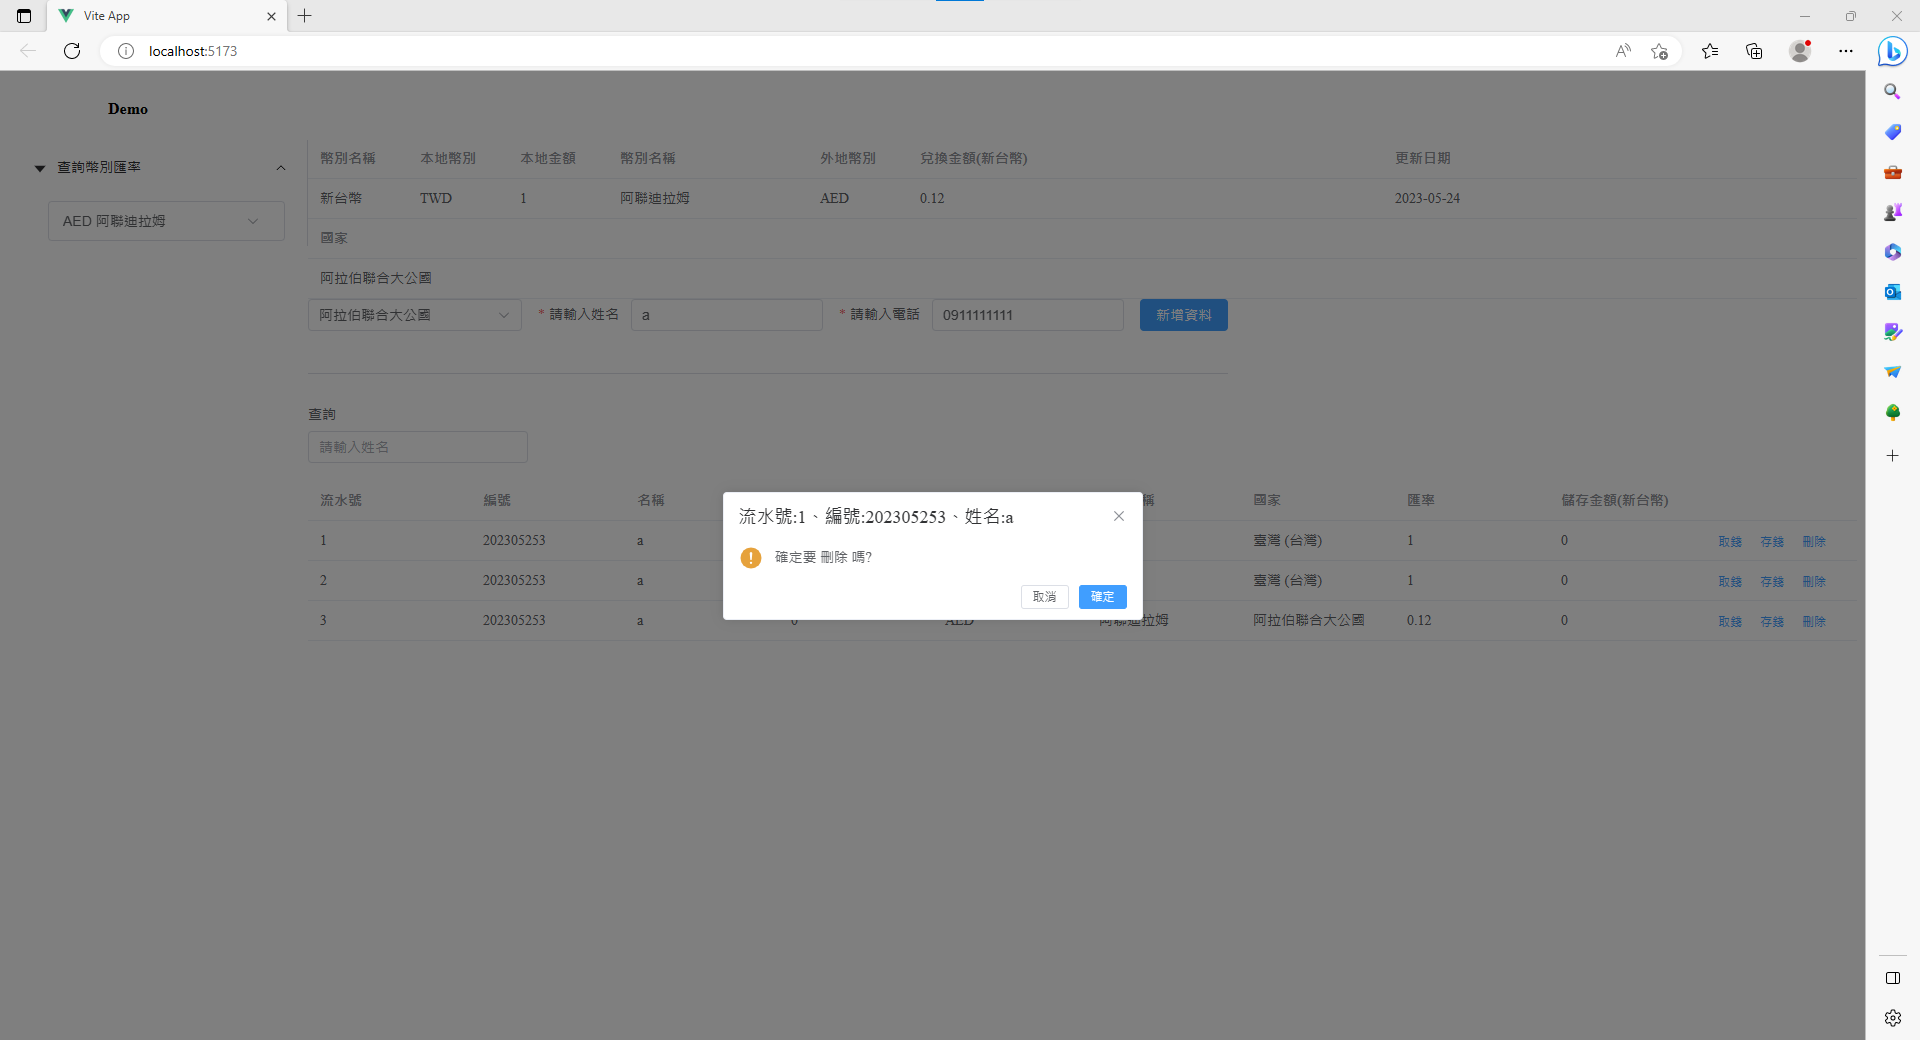 Vite App
localhost:5173
Demo
查詢幣別匯率
AED 阿聯迪拉姆
幣別名稱 本地幣別 本地金額 幣別名稱 外地幣別 兌換金額(新台幣) 更新日期
新台幣 TWD 1 阿聯迪拉姆 AED 0.12 2023-05-24
國家
阿拉伯聯合大公國
阿拉伯聯合大公國 * 請輸入姓名 a * 請輸入電話 0911111111 新增資料
查詢
請輸入姓名
流水號 編號 名稱 稱 國家 匯率 儲存金額(新台幣)
1 202305253 a 臺灣 (台灣) 1 0 取錢 存錢 刪除
2 202305253 a 臺灣 (台灣) 1 0 取錢 存錢 刪除
3 202305253 a 0 AED 阿聯迪拉姆 阿拉伯聯合大公國 0.12 0 取錢 存錢 刪除
流水號:1、編號:202305253、姓名:a
確定要 刪除 嗎?
取消 確定